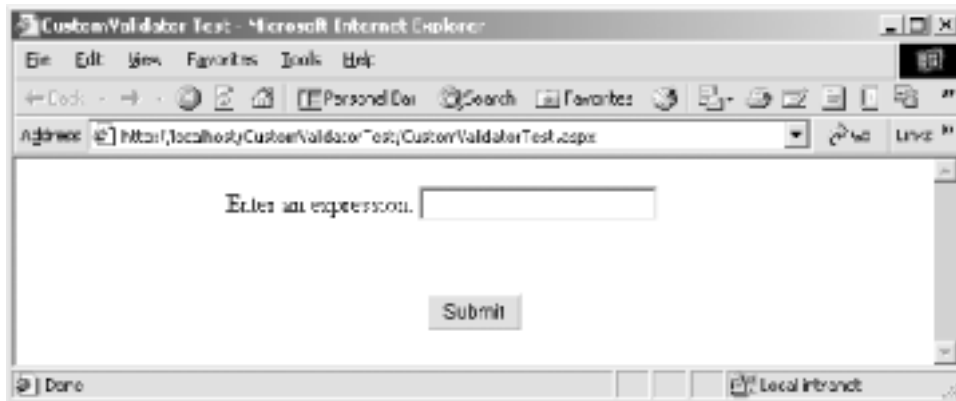 CustomValidator Test - Microsoft Internet Explorer
File Edit View Favorites Tools Help
Back Personal Bar Search Favorites
Address http://localhost/CustomValidatorTest/CustomValidatorTest.aspx Go Links
Enter an expression.
Submit
Done Local intranet